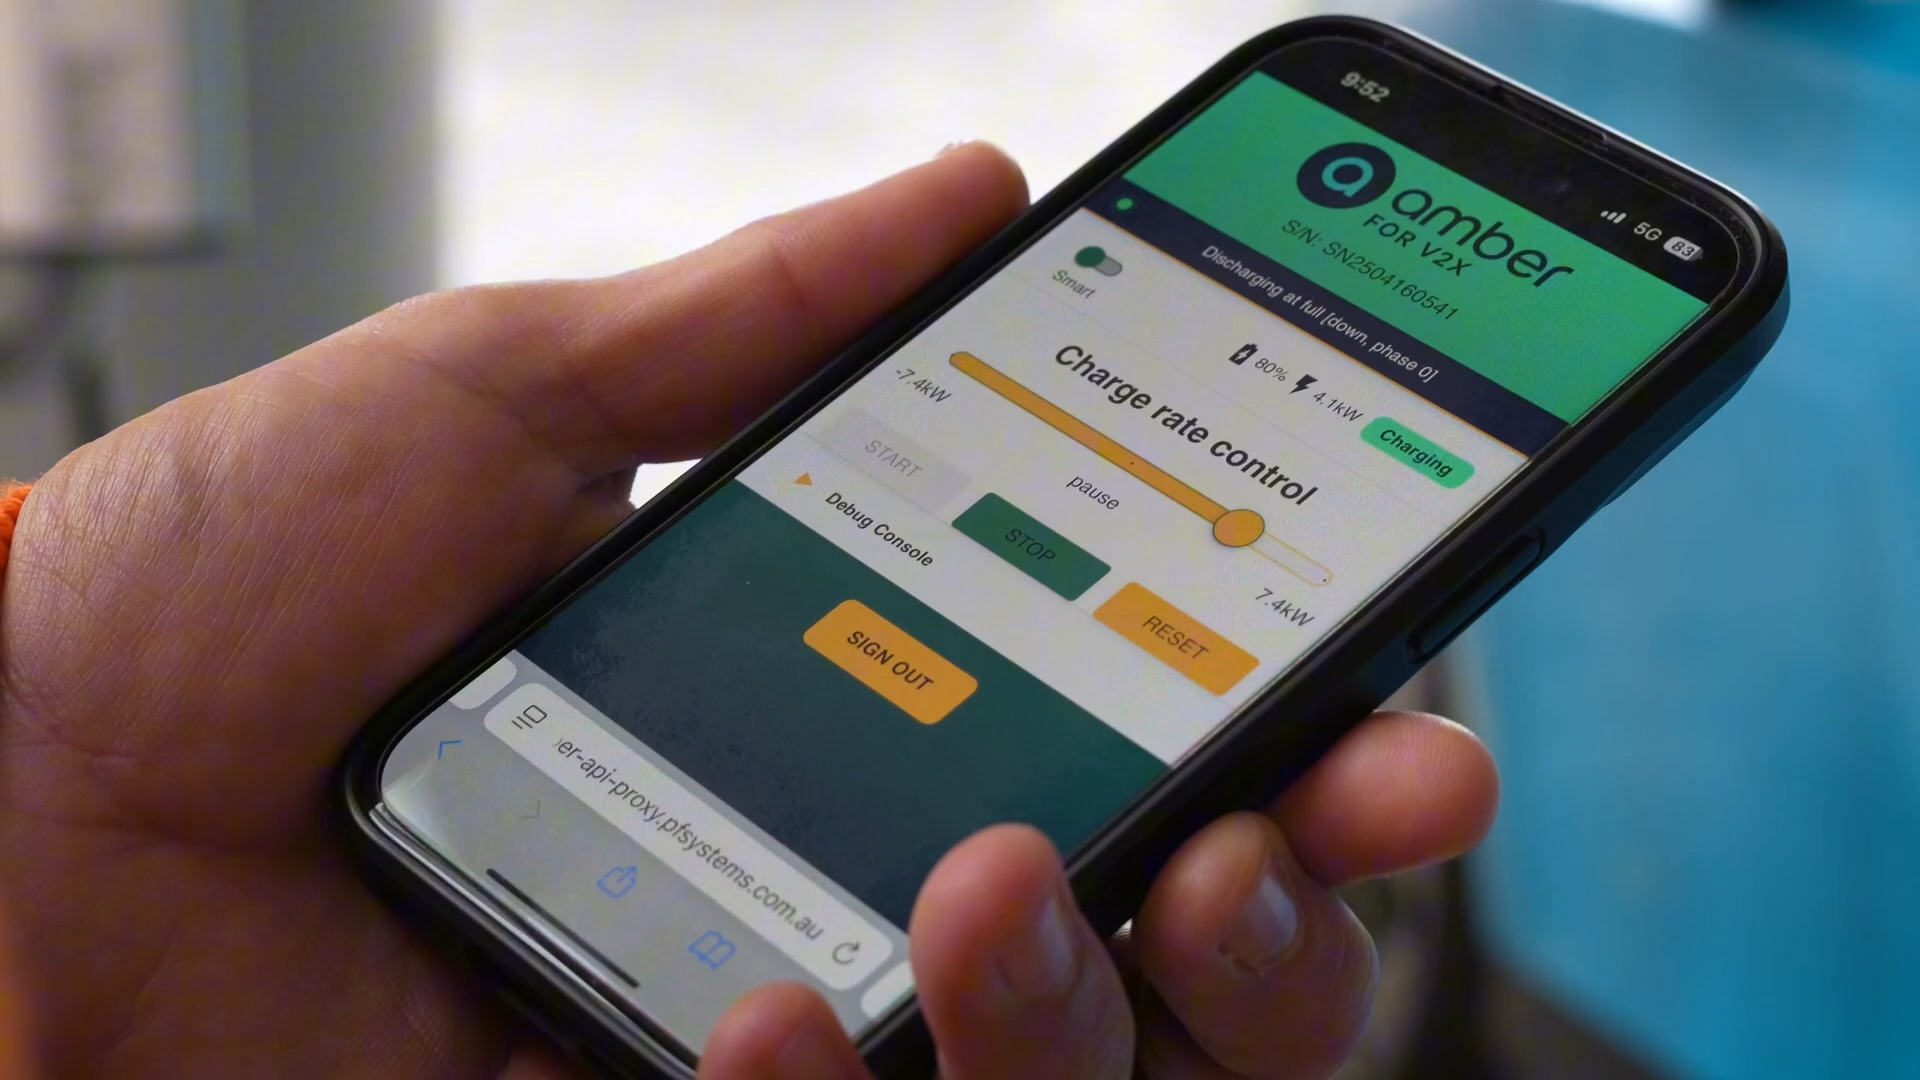 9:52
5G 83
a amber
FOR V2X
S/N: SN2504160541
Discharging at full [down, phase 0]
Smart
80% 4.1kW Charging
Charge rate control
-7.4kW pause 7.4kW
START STOP RESET
Debug Console
SIGN OUT
er-api-proxy.pfsystems.com.au